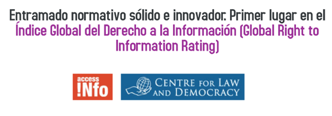 Entramado normativo sólido e innovador. Primer lugar en el
Índice Global del Derecho a la Información (Global Right to
Information Rating)
access
!Nfo
CENTRE FOR LAW
AND DEMOCRACY